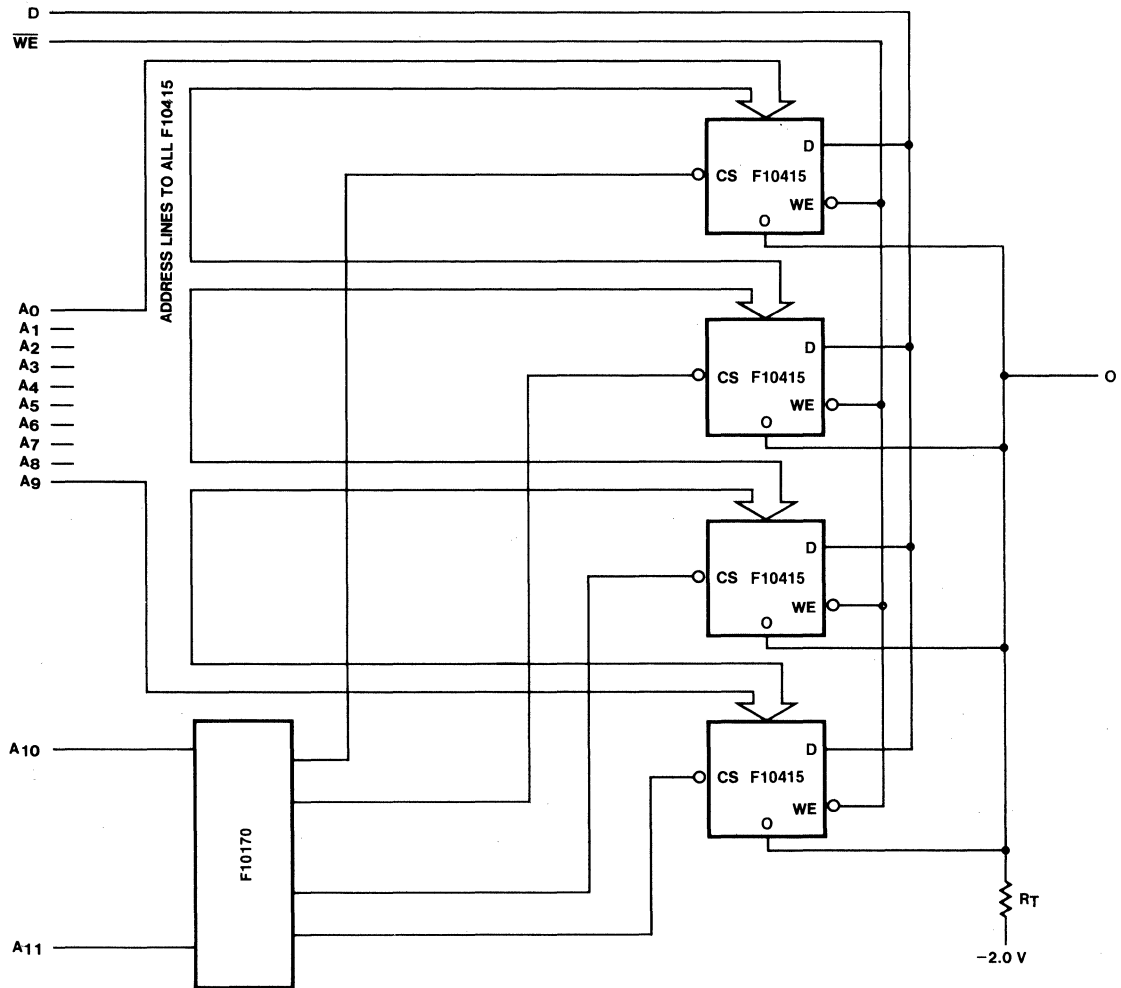 D
WE
ADDRESS LINES TO ALL F10415
D
CS F10415
WE
O
A0
A1
A2
A3
A4
A5
A6
A7
A8
A9
D
CS F10415
WE
O
O
D
CS F10415
WE
O
A10
A11
F10170
D
CS F10415
WE
O
RT
−2.0 V